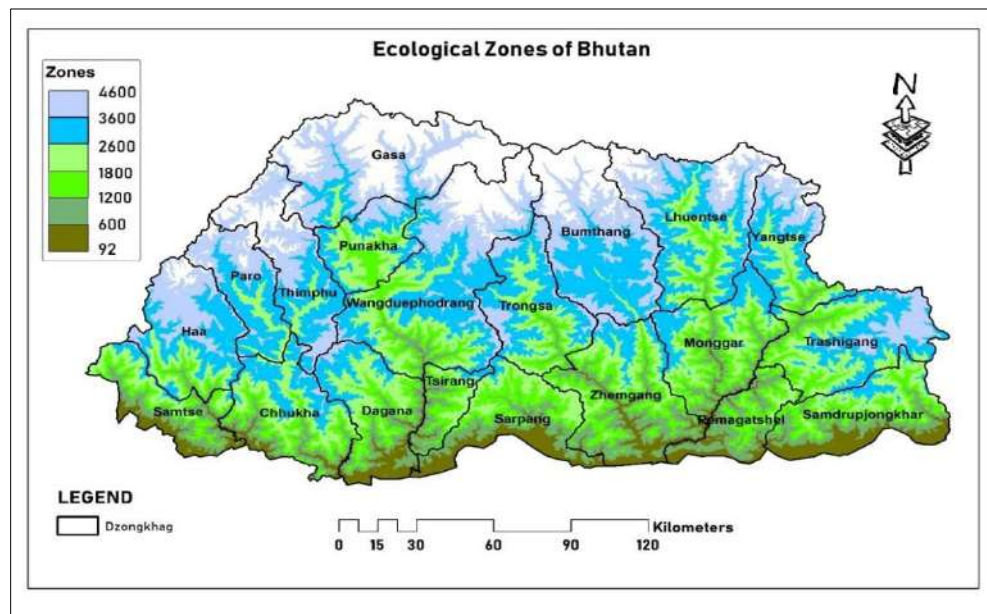 Ecological Zones of Bhutan
Zones
4600
3600
2600
1800
1200
600
92
N
Gasa
Punakha
Lhuentse
Bumthang
Yangtse
Paro
Thimphu
Wangduephodrang
Trongsa
Haa
Monggar
Trashigang
Tsirang
Zhemgang
Samtse
Chhukha
Dagana
Sarpang
Pemagatshel
Samdrupjongkhar
LEGEND
Dzongkhag
Kilometers
0 15 30 60 90 120